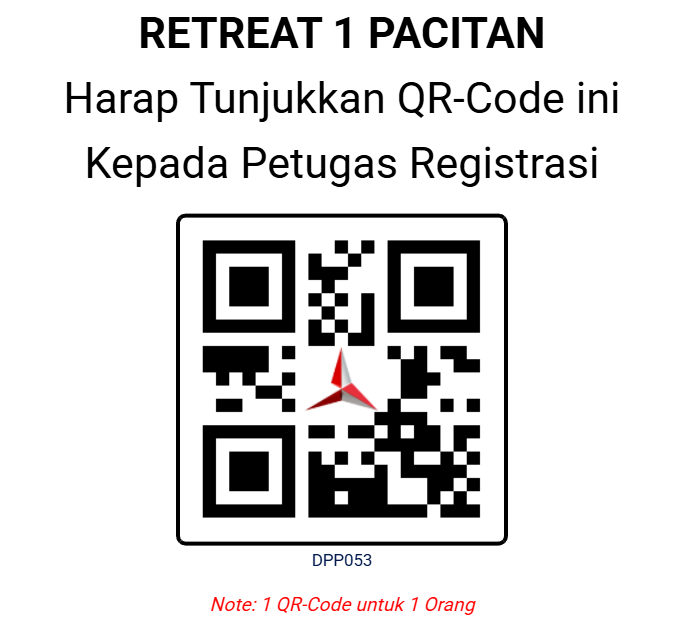 RETREAT 1 PACITAN
Harap Tunjukkan QR-Code ini
Kepada Petugas Registrasi
DPP053
Note: 1 QR-Code untuk 1 Orang